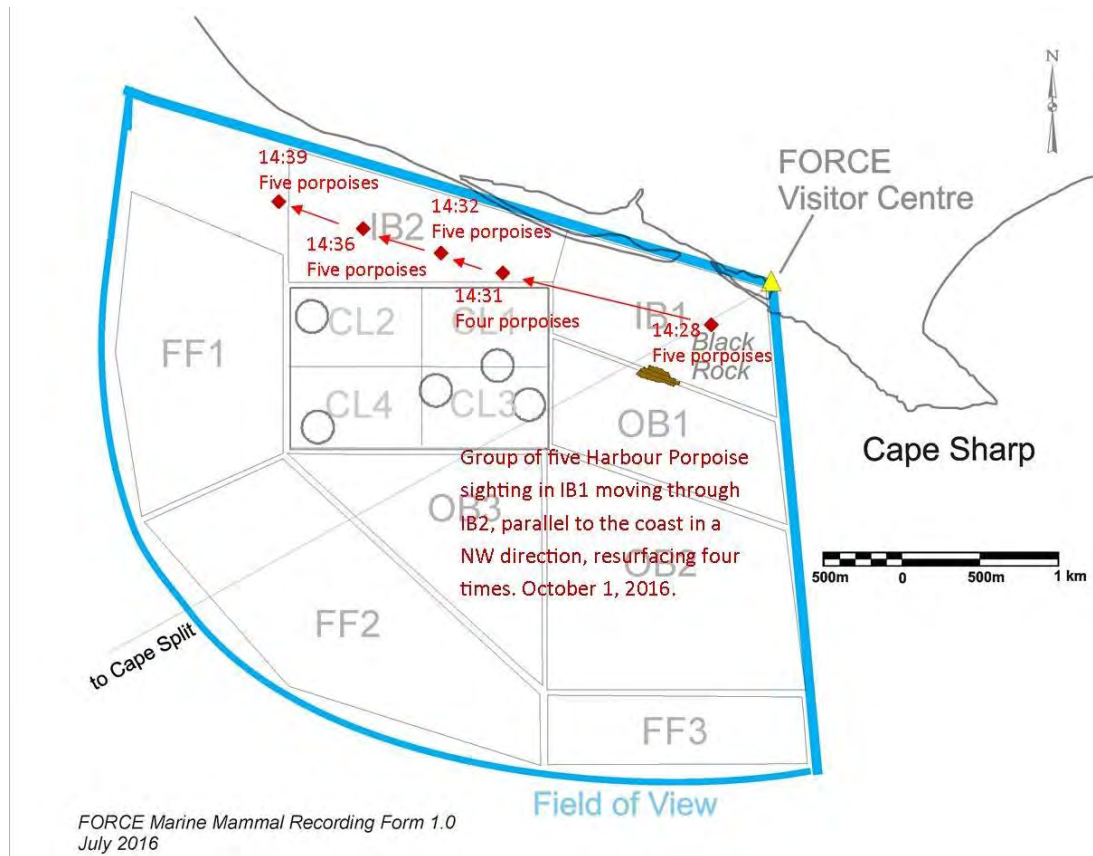 N
FORCE
Visitor Centre
14:39
Five porpoises
14:32
Five porpoises
IB2
14:36
Five porpoises
14:31
Four porpoises
IB1
14:28
Five porpoises
Black
Rock
CL2
CL1
FF1
CL4
CL3
OB1
Cape Sharp
Group of five Harbour Porpoise
sighting in IB1 moving through
IB2, parallel to the coast in a
NW direction, resurfacing four
times. October 1, 2016.
OB3
OB2
500m 0 500m 1 km
FF2
to Cape Split
FF3
Field of View
FORCE Marine Mammal Recording Form 1.0
July 2016